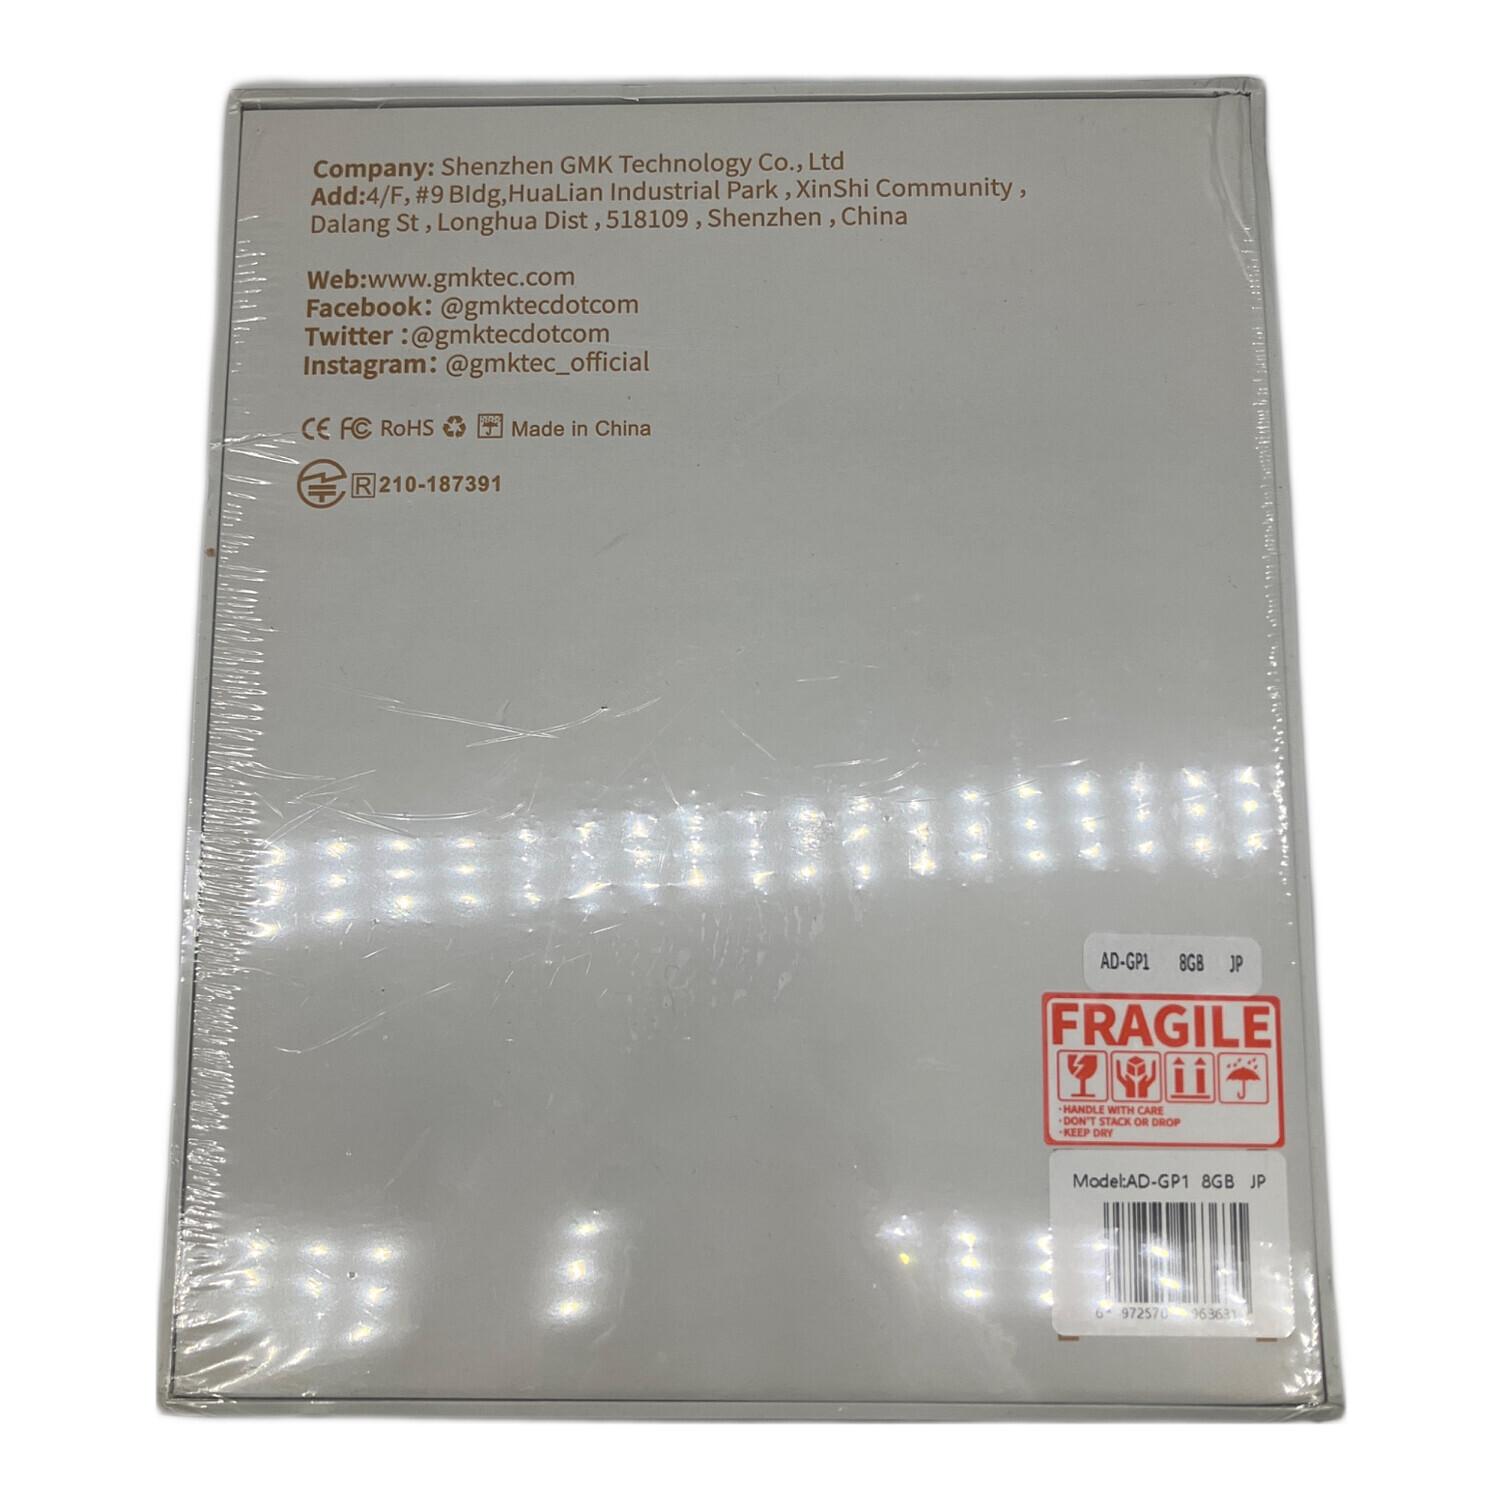 Company: Shenzhen GMK Technology Co., Ltd
Add:4/F, #9 Bldg,HuaLian Industrial Park , XinShi Community ,
Dalang St , Longhua Dist , 518109 , Shenzhen , China
Web:www.gmktec.com
Facebook: @gmktecdotcom
Twitter :@gmktecdotcom
Instagram: @gmktec_official
CE FC RoHS Made in China
R 210-187391
AD-GP1 8GB JP
FRAGILE
·HANDLE WITH CARE
·DON'T STACK OR DROP
·KEEP DRY
Model:AD-GP1 8GB JP
6 972570